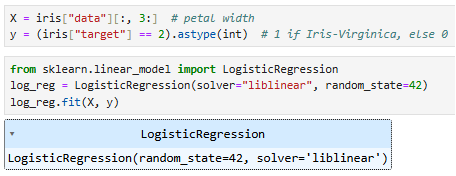 X = iris["data"][:, 3:]  # petal width
y = (iris["target"] == 2).astype(int)  # 1 if Iris-Virginica, else 0
from sklearn.linear_model import LogisticRegression
log_reg = LogisticRegression(solver="liblinear", random_state=42)
log_reg.fit(X, y)
LogisticRegression
LogisticRegression(random_state=42, solver='liblinear')